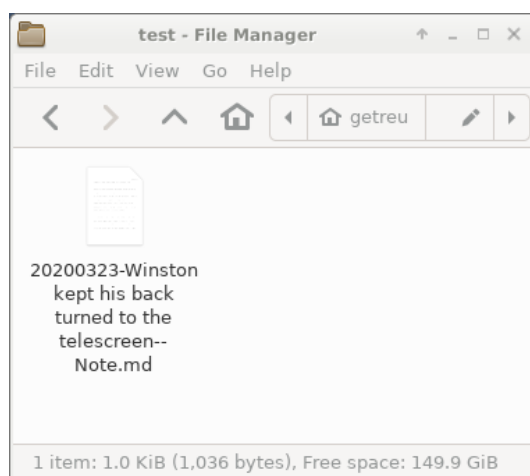 test - File Manager
File Edit View Go Help
getreu
20200323-Winston
kept his back
turned to the
telescreen--
Note.md
1 item: 1.0 KiB (1,036 bytes), Free space: 149.9 GiB